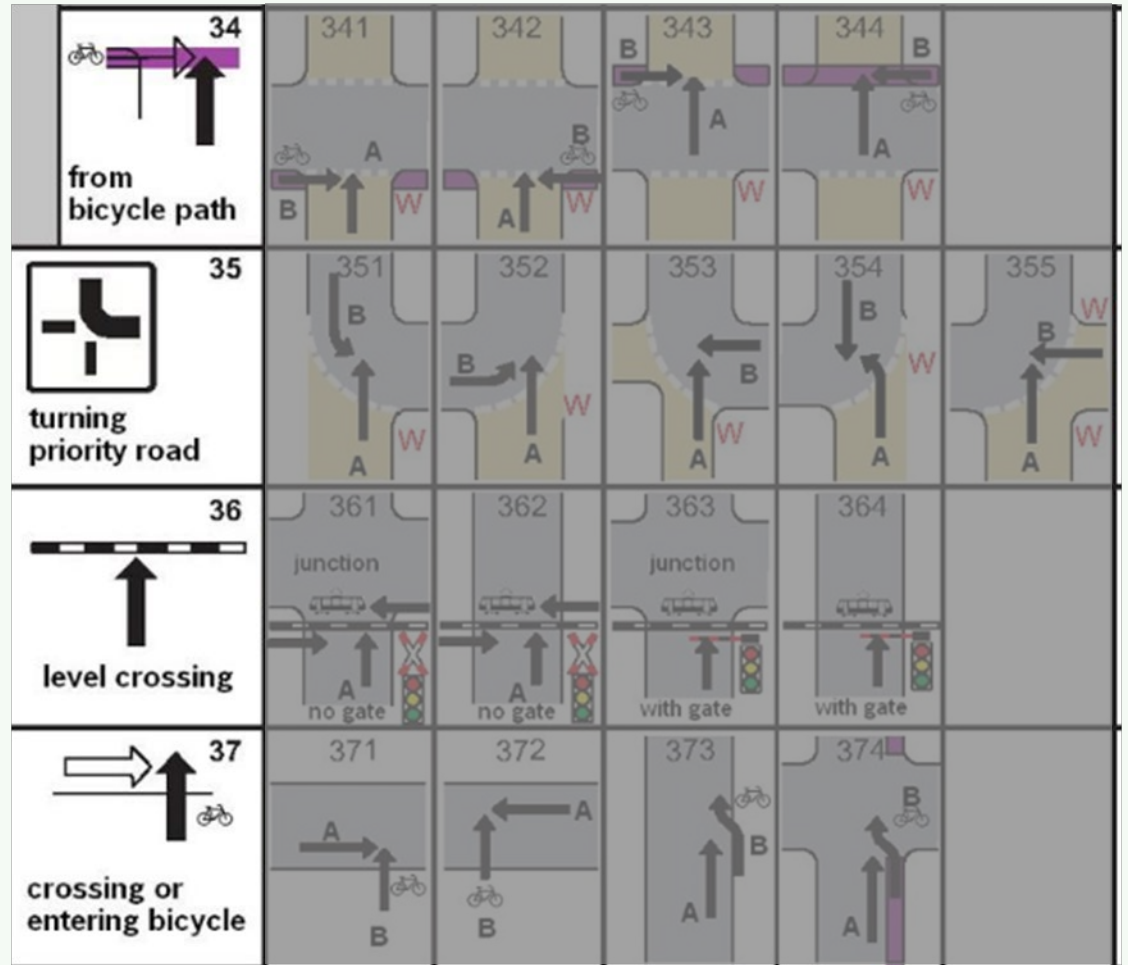 34
from
bicycle path
341
B
A
W
342
B
A
W
343
B
A
W
344
B
A
W
35
turning
priority road
351
B
W
A
352
B
W
A
353
B
W
A
354
B
W
A
355
W
B
W
A
36
level crossing
361
junction
A
no gate
362
A
no gate
363
junction
with gate
364
with gate
37
crossing or
entering bicycle
371
A
B
372
A
B
373
B
A
374
B
A